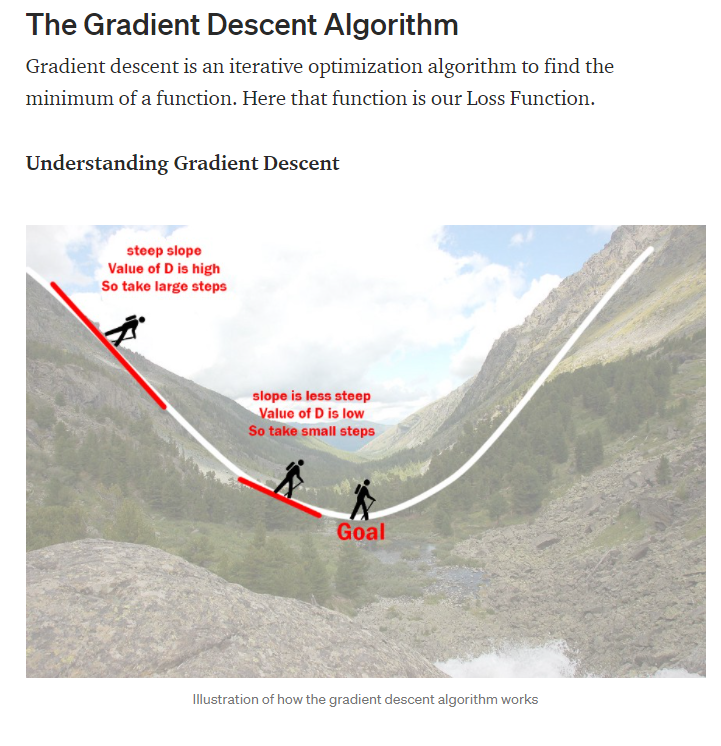 The Gradient Descent Algorithm
Gradient descent is an iterative optimization algorithm to find the
minimum of a function. Here that function is our Loss Function.
Understanding Gradient Descent
steep slope
Value of D is high
So take large steps
slope is less steep
Value of D is low
So take small steps
Goal
Illustration of how the gradient descent algorithm works